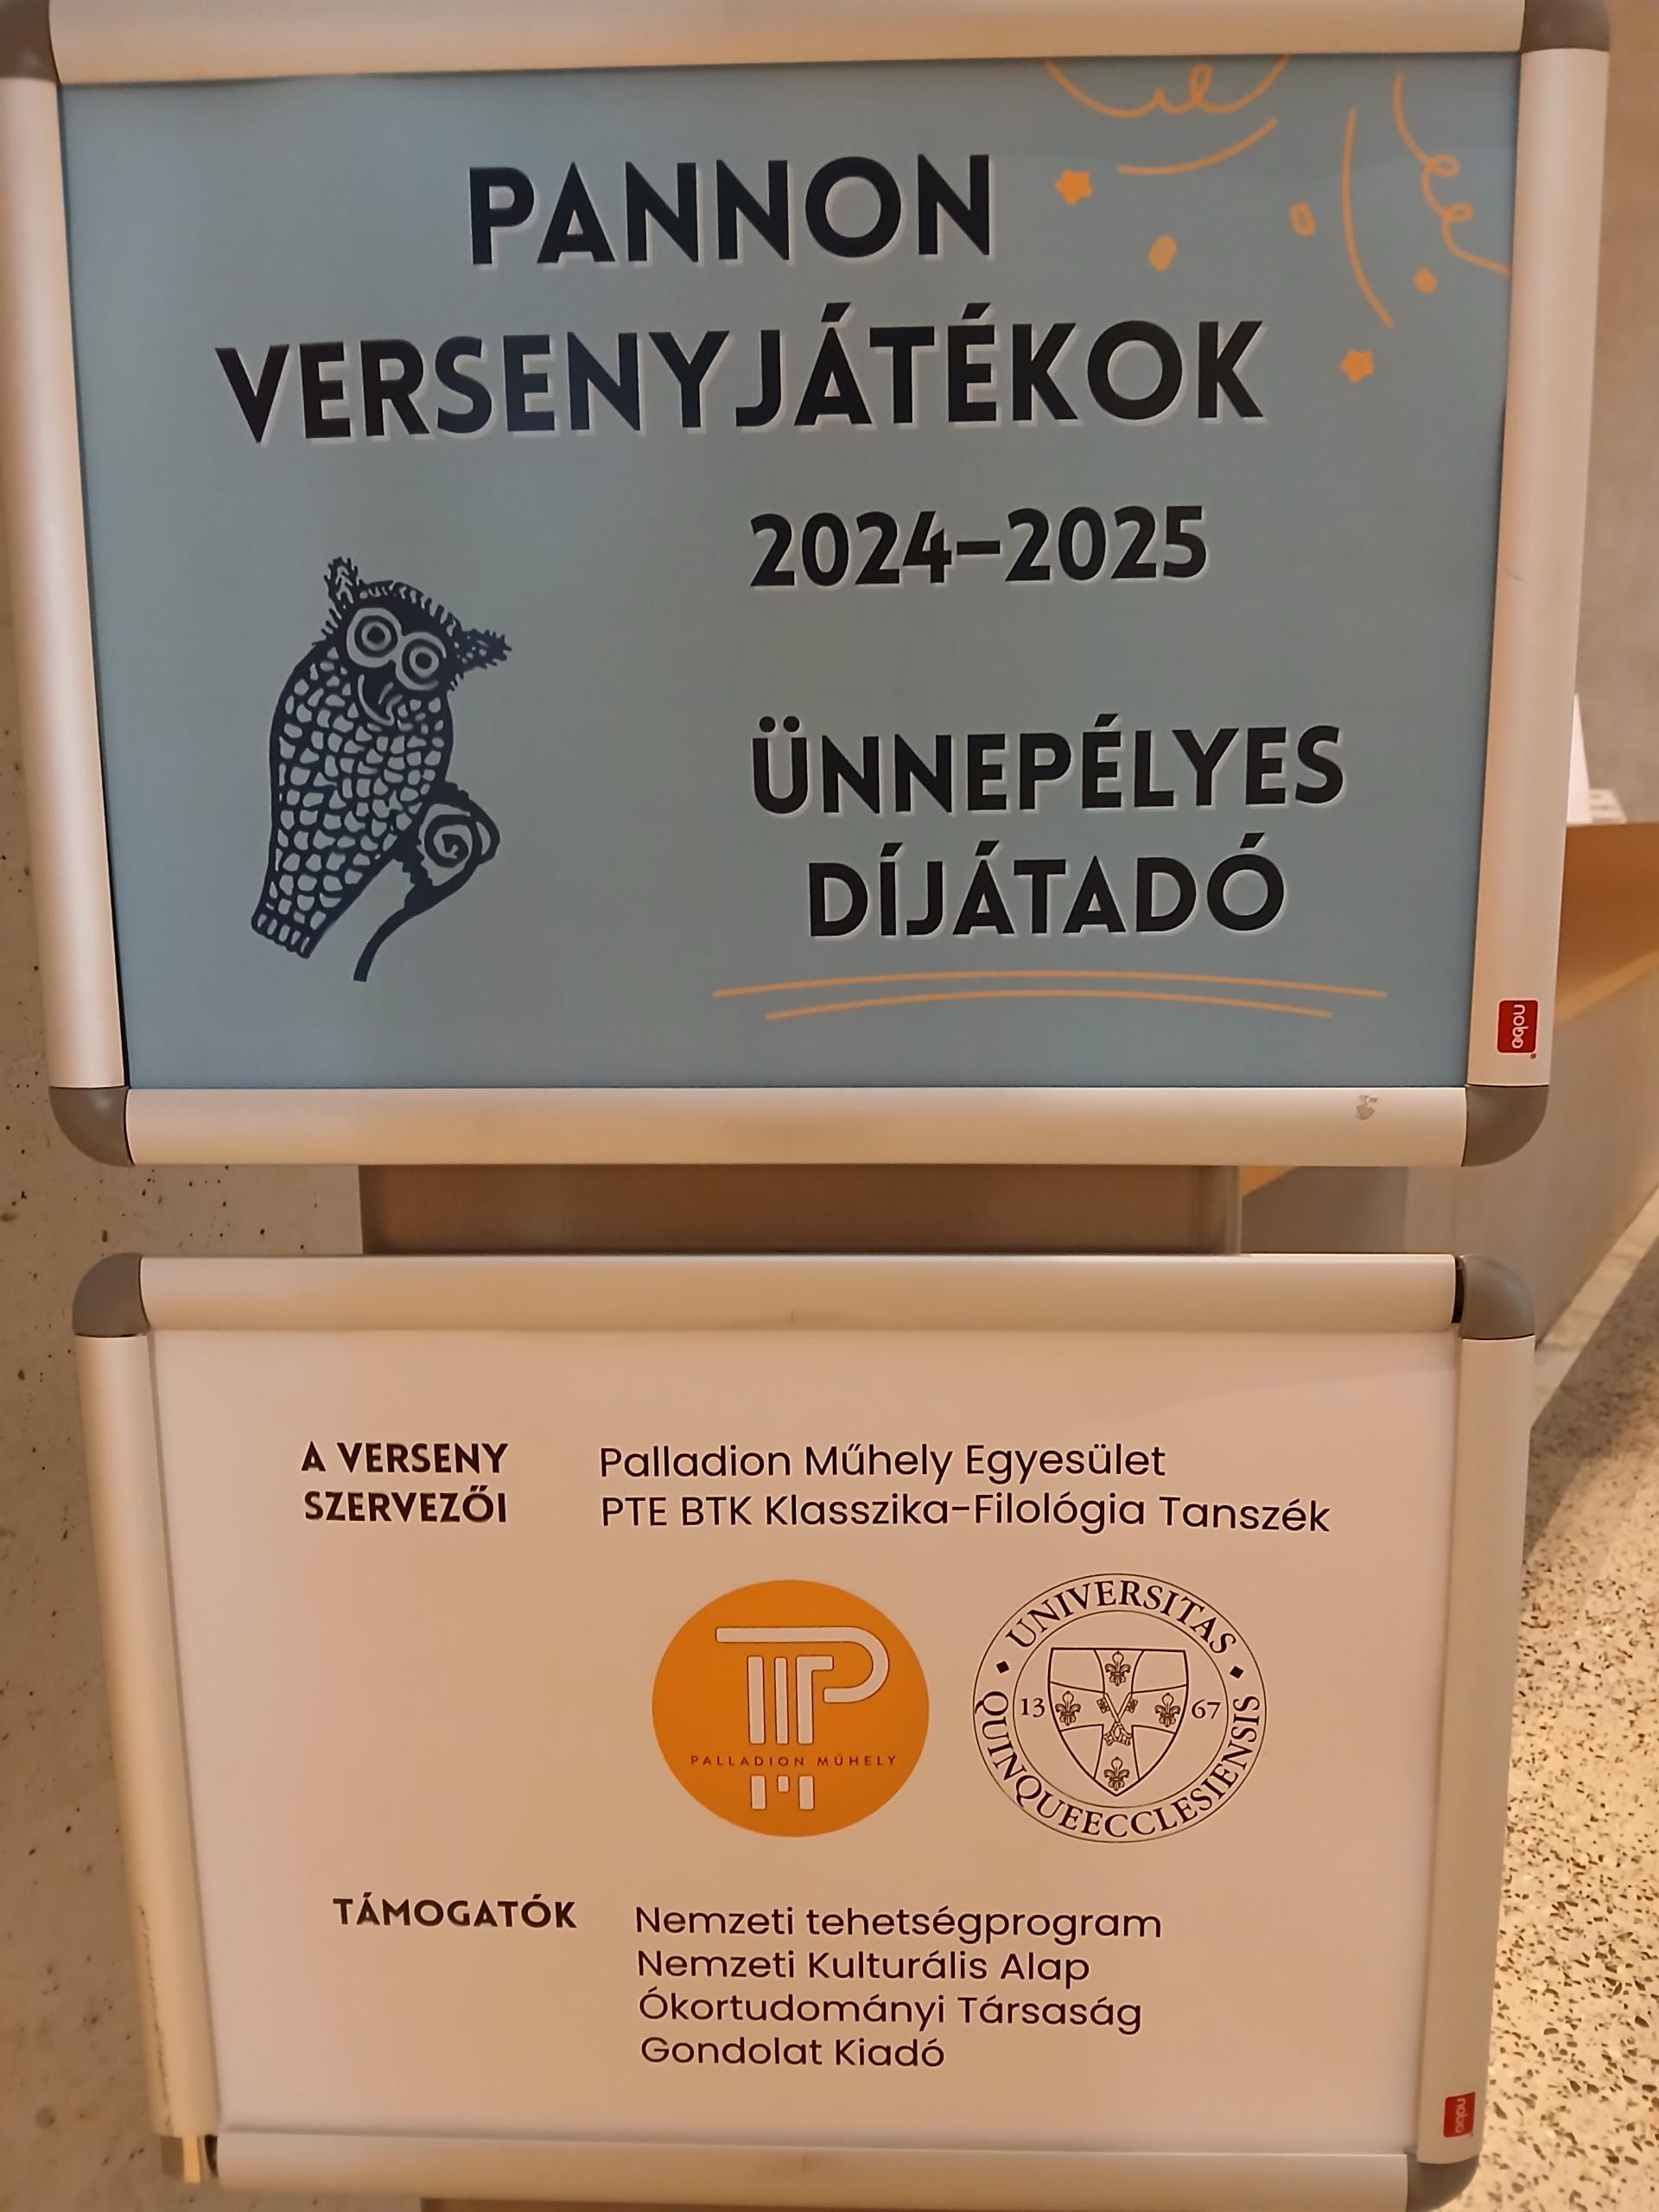 PANNON
VERSENYJÁTÉKOK
2024–2025
ÜNNEPÉLYES
DÍJÁTADÓ
nobo
A VERSENY
SZERVEZŐI
Palladion Műhely Egyesület
PTE BTK Klasszika-Filológia Tanszék
PALLADION MŰHELY
UNIVERSITAS
QUINQUEECCLESIENSIS
13 67
TÁMOGATÓK
Nemzeti tehetségprogram
Nemzeti Kulturális Alap
Ókortudományi Társaság
Gondolat Kiadó
nobo